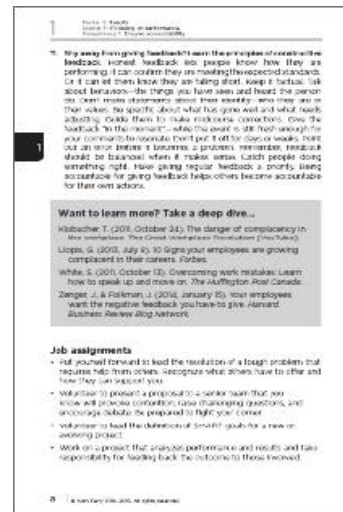 1
Factor 3: Results
11. Shy away from giving feedback? Learn the principles of constructive
feedback. Honest feedback lets people know how they are
performing. It can confirm they are meeting the expected standards.
Or it can let them know they are falling short. Keep it factual. Talk
about behaviors—the things you have seen and heard the person
do. Don't make statements about their identity—who they are or
their values. Be specific about what has gone well and what needs
adjusting. Guide them to make midcourse corrections. Give the
feedback "in the moment"—while the event is still fresh enough for
your comments to resonate. Don't put it off for days or weeks. Point
out an error before it becomes a problem. Remember, feedback
should be balanced when it makes sense. Catch people doing
something right. Make giving regular feedback a priority. Being
accountable for giving feedback helps others become accountable
for their own actions.
1
Want to learn more? Take a deep dive...
Klobacher, T. (2011, October 24). The danger of complacency in
the workplace. The Great Workplace Revolution [YouTube].
Llopis, G. (2013, July 8). 10 Signs your employees are growing
complacent in their careers. Forbes.
White, S. (2011, October 13). Overcoming work mistakes: Learn
how to speak up and move on. The Huffington Post Canada.
Zenger, J., & Folkman, J. (2014, January 15). Your employees
want the negative feedback you have to give. Harvard
Business Review Blog Network.
Job assignments
• Put yourself forward to lead the resolution of a tough problem that
requires help from others. Recognize what others have to offer and
how they can support you.
• Volunteer to present a proposal to a senior team that you
know will provoke contention, raise challenging questions, and
encourage debate. Be prepared to fight your corner.
• Volunteer to lead the definition of SMART goals for a new or
evolving project.
• Work on a project that analyzes performance and results and take
responsibility for feeding back the outcome to those involved.
8
© Korn Ferry 2014-2015. All rights reserved.